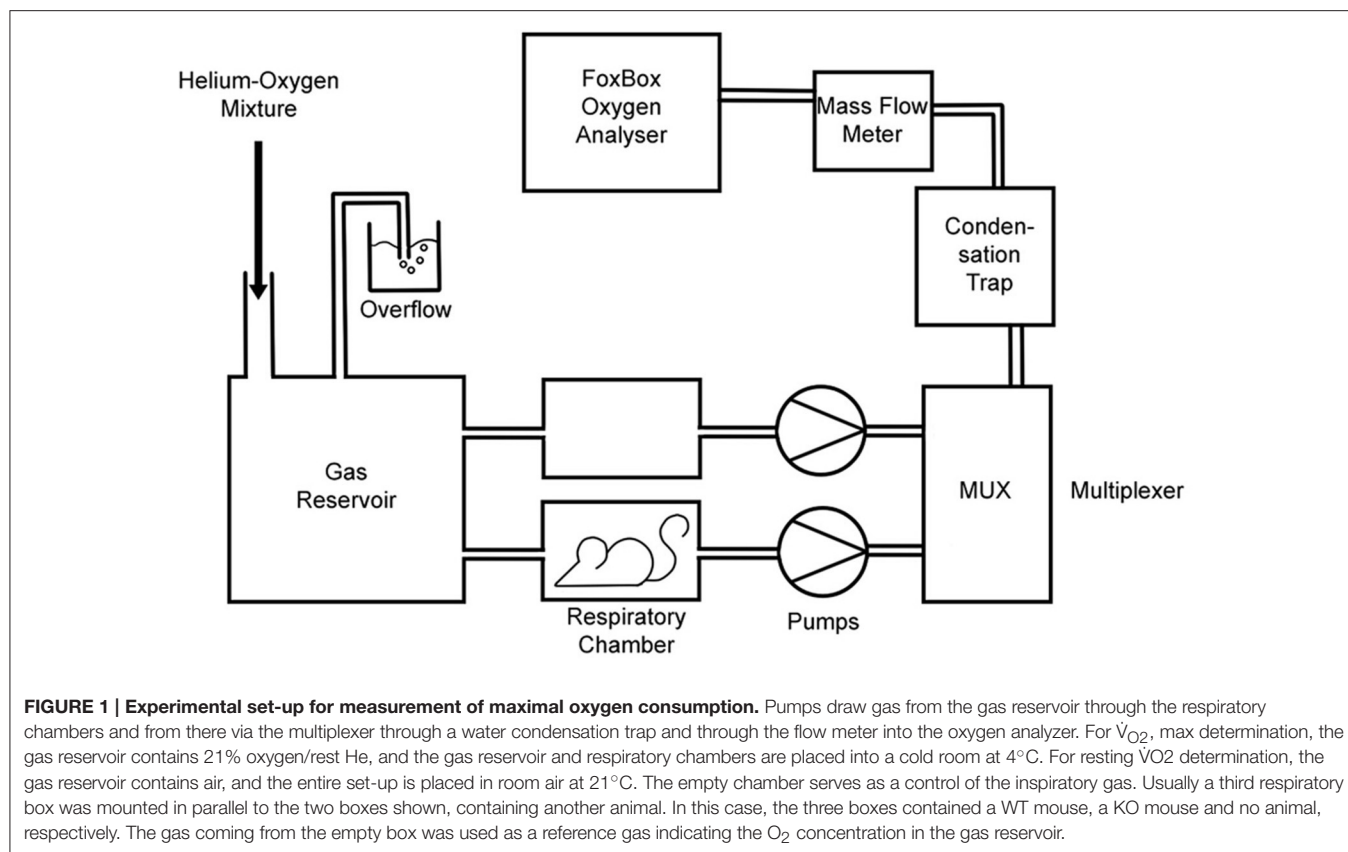 Helium-Oxygen
Mixture
FoxBox
Oxygen
Analyser
Mass Flow
Meter
Conden-
sation
Trap
Overflow
Gas
Reservoir
MUX
Multiplexer
Respiratory
Chamber
Pumps
FIGURE 1 | Experimental set-up for measurement of maximal oxygen consumption. Pumps draw gas from the gas reservoir through the respiratory
chambers and from there via the multiplexer through a water condensation trap and through the flow meter into the oxygen analyzer. For V̇O₂, max determination, the
gas reservoir contains 21% oxygen/rest He, and the gas reservoir and respiratory chambers are placed into a cold room at 4°C. For resting V̇O2 determination, the
gas reservoir contains air, and the entire set-up is placed in room air at 21°C. The empty chamber serves as a control of the inspiratory gas. Usually a third respiratory
box was mounted in parallel to the two boxes shown, containing another animal. In this case, the three boxes contained a WT mouse, a KO mouse and no animal,
respectively. The gas coming from the empty box was used as a reference gas indicating the O₂ concentration in the gas reservoir.